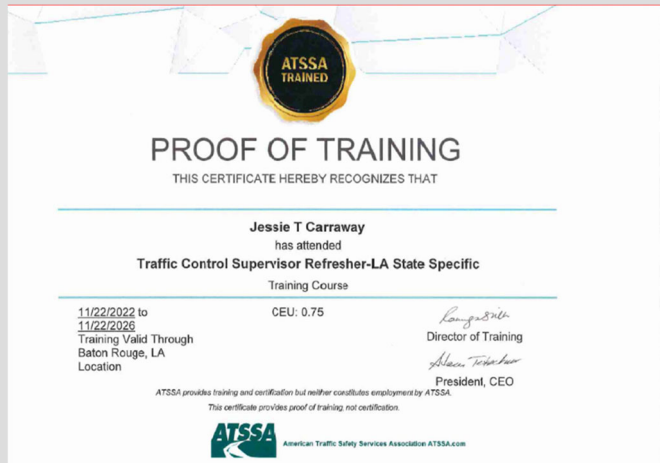 ATSSA
TRAINED
PROOF OF TRAINING
THIS CERTIFICATE HEREBY RECOGNIZES THAT
Jessie T Carraway
has attended
Traffic Control Supervisor Refresher-LA State Specific
Training Course
11/22/2022 to
11/22/2026
Training Valid Through
Baton Rouge, LA
Location
CEU: 0.75
Director of Training
President, CEO
ATSSA provides training and certification but neither constitutes employment by ATSSA.
This certificate provides proof of training, not certification.
ATSSA
American Traffic Safety Services Association ATSSA.com